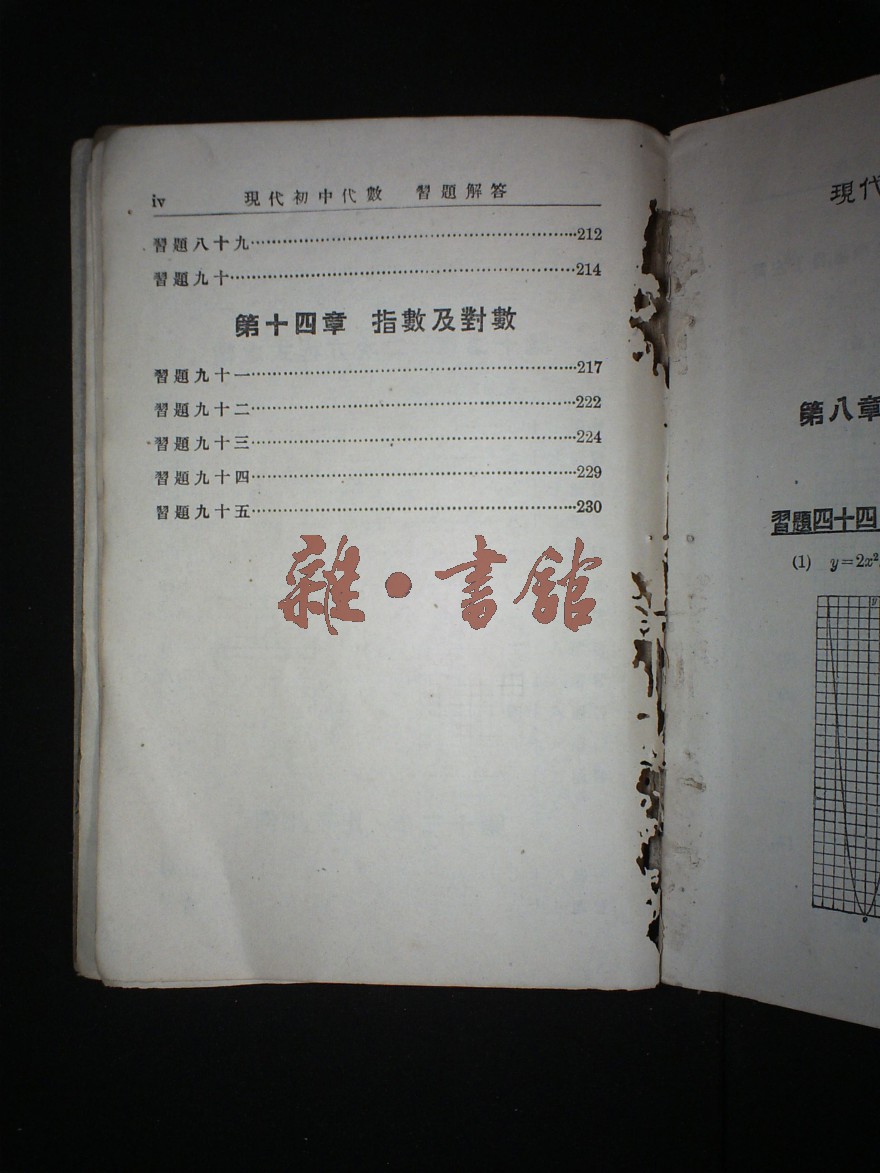 iv 現代初中代數 習題解答
習題八十九……212
習題九十……214
第十四章 指數及對數
習題九十一……217
習題九十二……222
習題九十三……224
習題九十四……229
習題九十五……230
雜•書館
現代
第八章
習題四十四
(1) y=2x²
y